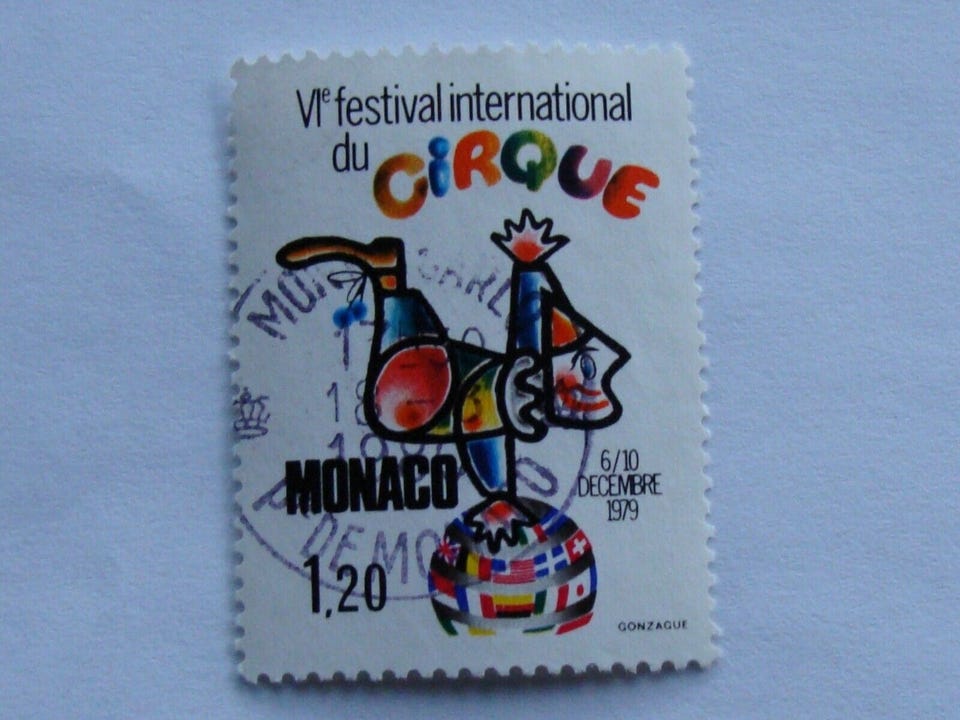 VIe festival international
du CiRQUE
MONACO
6/10
DECEMBRE
1979
1,20
GONZAGUE